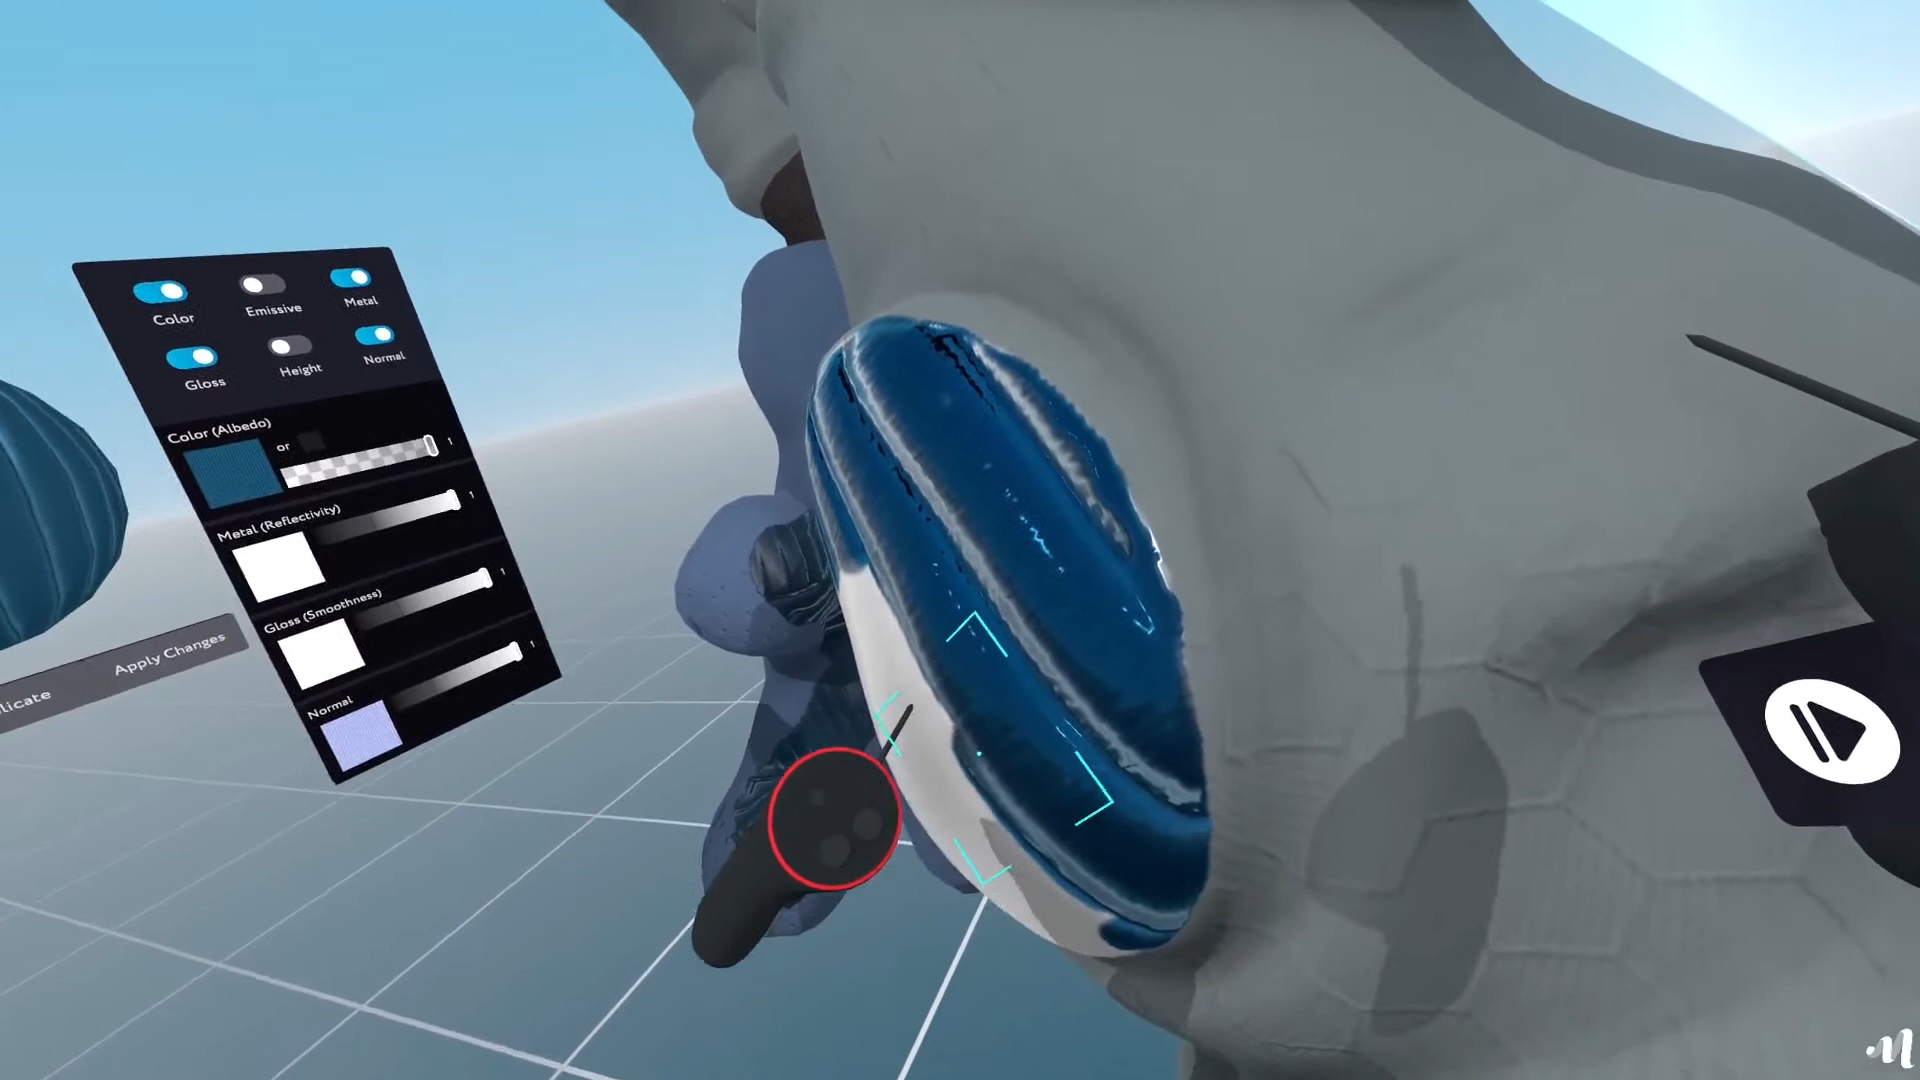 Color
Emissive
Metal
Gloss
Height
Normal
Color (Albedo)
or
1
Metal (Reflectivity)
1
Gloss (Smoothness)
1
Normal
1
licate
Apply Changes